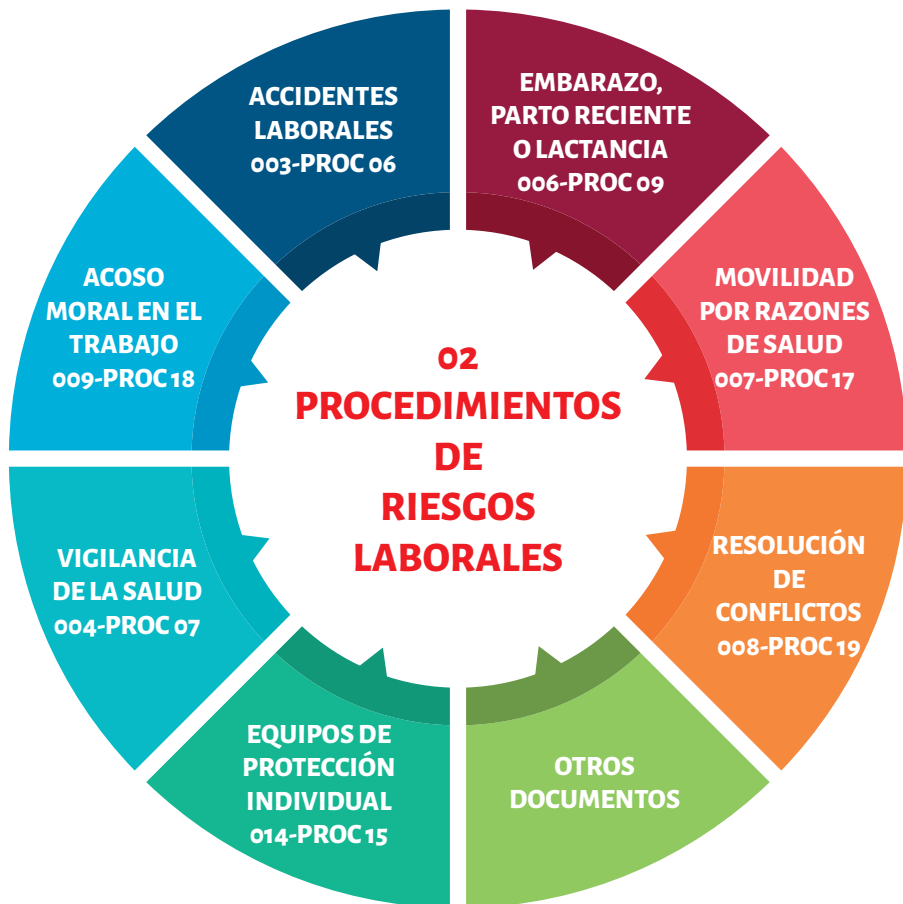 02
PROCEDIMIENTOS
DE
RIESGOS
LABORALES
EMBARAZO,
PARTO RECIENTE
O LACTANCIA
006-PROC 09
MOVILIDAD
POR RAZONES
DE SALUD
007-PROC 17
RESOLUCIÓN
DE
CONFLICTOS
008-PROC 19
OTROS
DOCUMENTOS
EQUIPOS DE
PROTECCIÓN
INDIVIDUAL
014-PROC 15
VIGILANCIA
DE LA SALUD
004-PROC 07
ACOSO
MORAL EN EL
TRABAJO
009-PROC 18
ACCIDENTES
LABORALES
003-PROC 06